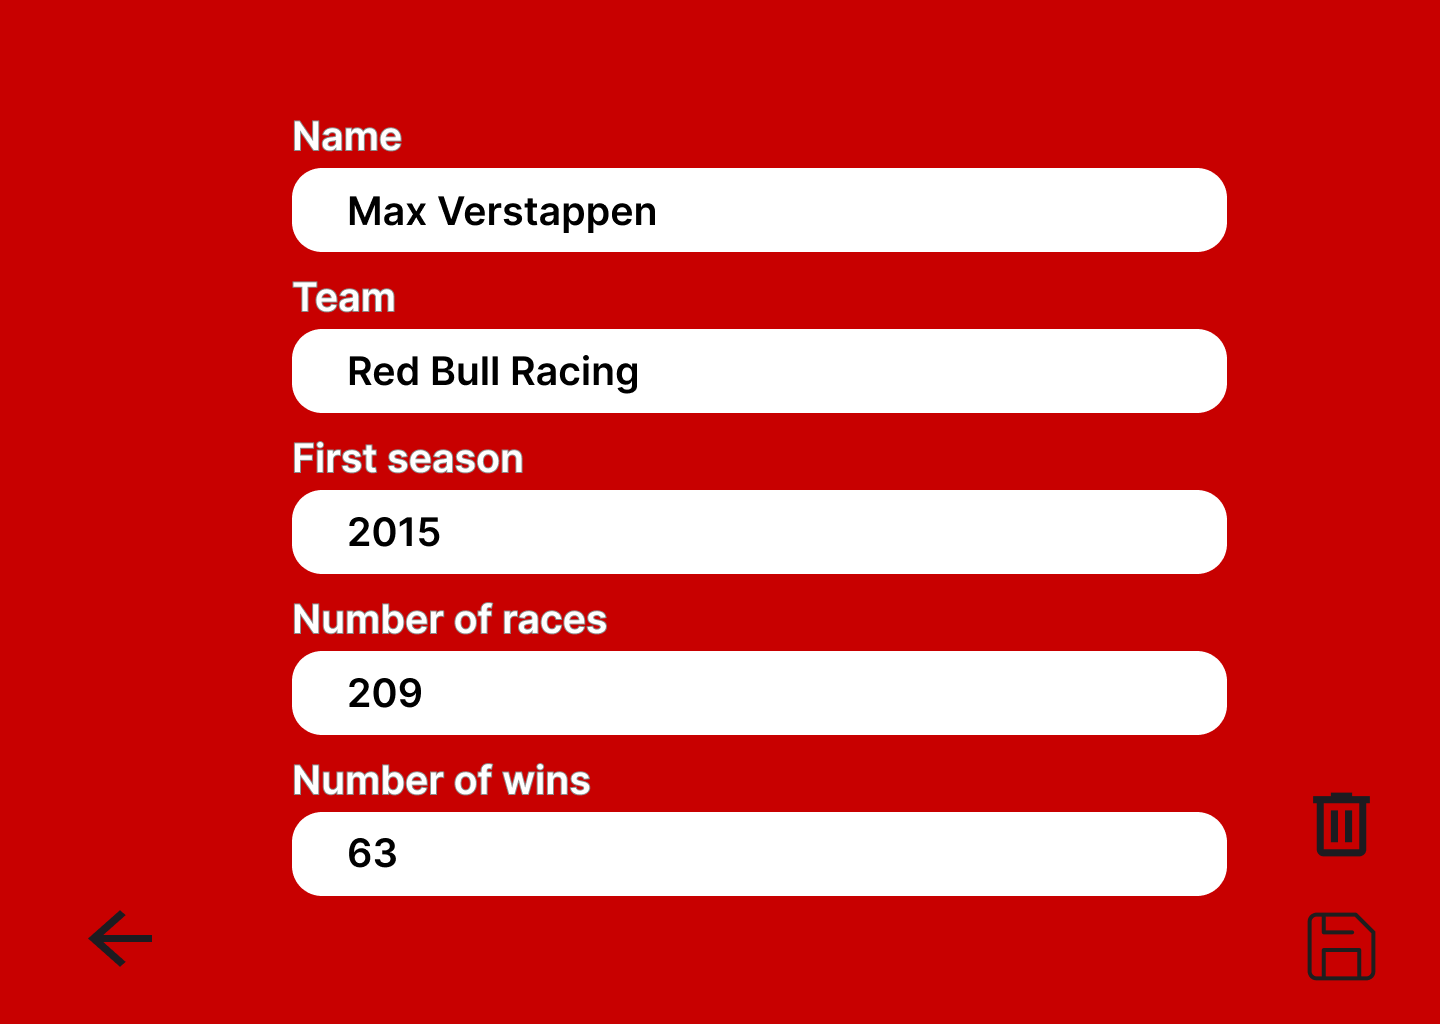 Name
Max Verstappen
Team
Red Bull Racing
First season
2015
Number of races
209
Number of wins
63